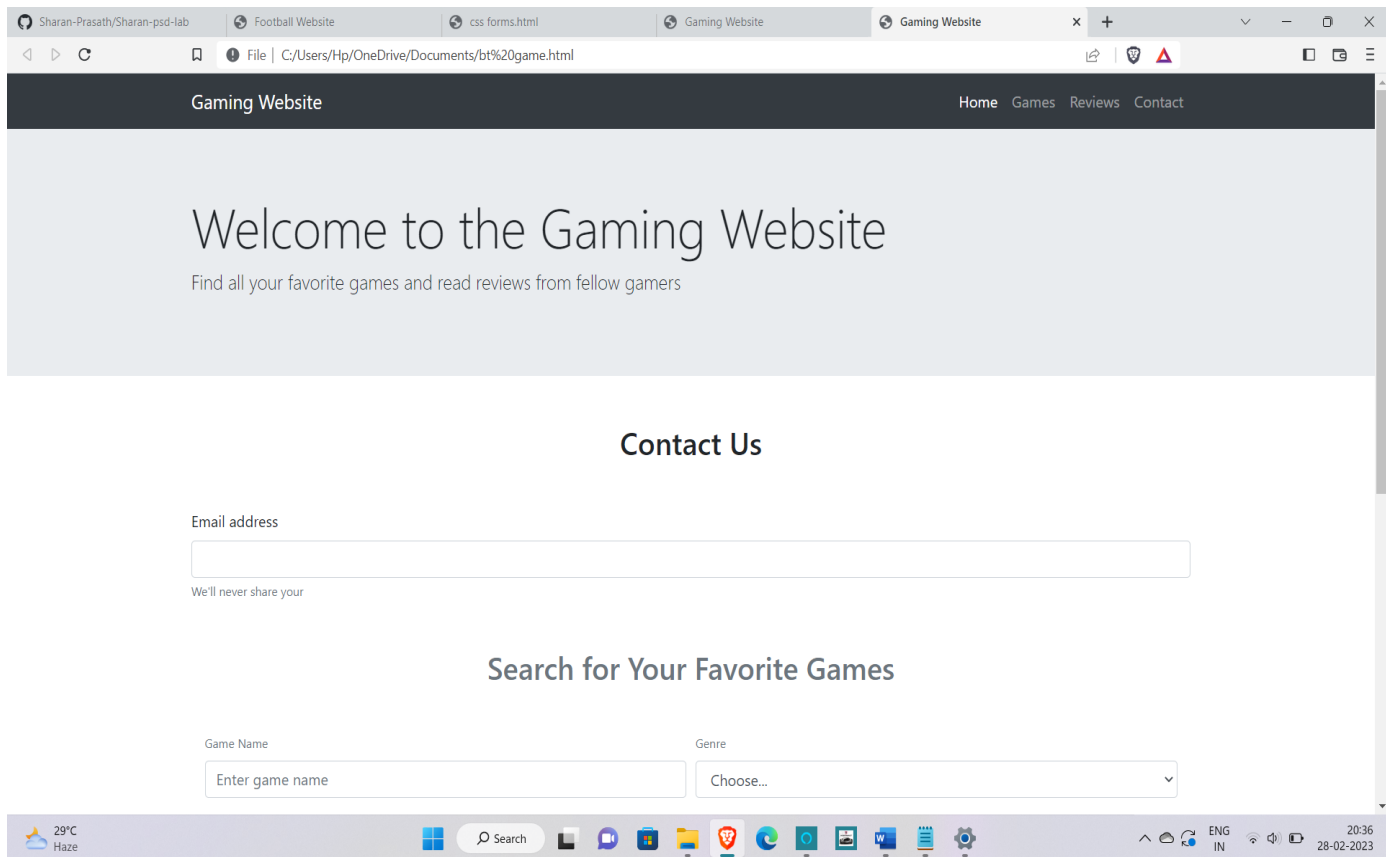 Sharan-Prasath/Sharan-psd-lab
Football Website
css forms.html
Gaming Website
Gaming Website
File | C:/Users/Hp/OneDrive/Documents/bt%20game.html
Gaming Website
Home Games Reviews Contact
Welcome to the Gaming Website
Find all your favorite games and read reviews from fellow gamers
Contact Us
Email address
We'll never share your
Search for Your Favorite Games
Game Name
Genre
Enter game name
Choose...
29°C
Haze
Search
ENG
IN
20:36
28-02-2023